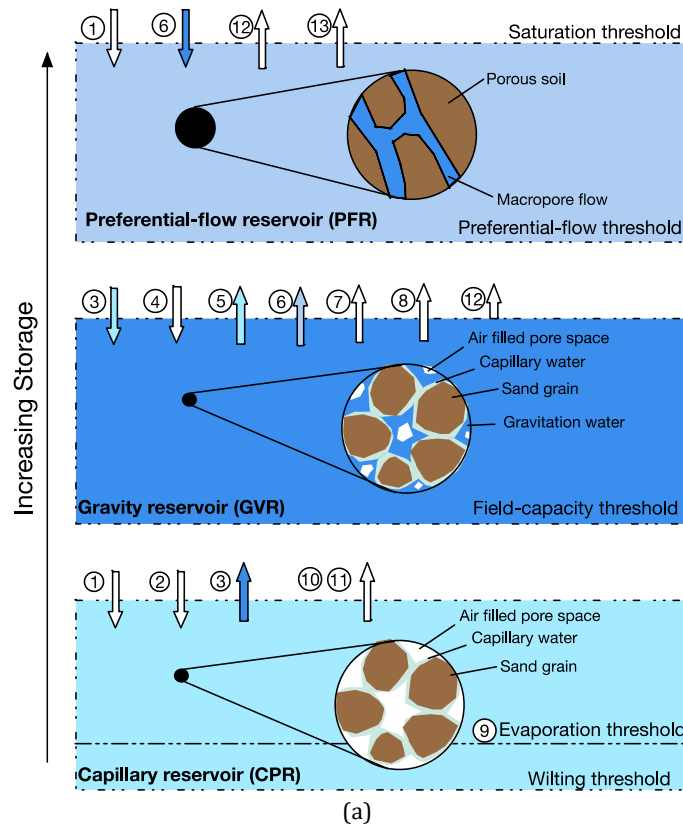 ① ⑥ ⑫ ⑬ Saturation threshold
Porous soil
Macropore flow
Preferential-flow reservoir (PFR)
Preferential-flow threshold
③ ④ ⑤ ⑥ ⑦ ⑧ ⑫
Air filled pore space
Capillary water
Sand grain
Gravitation water
Gravity reservoir (GVR)
Field-capacity threshold
① ② ③ ⑩ ⑪
Air filled pore space
Capillary water
Sand grain
⑨ Evaporation threshold
Capillary reservoir (CPR)
Wilting threshold
Increasing Storage
(a)